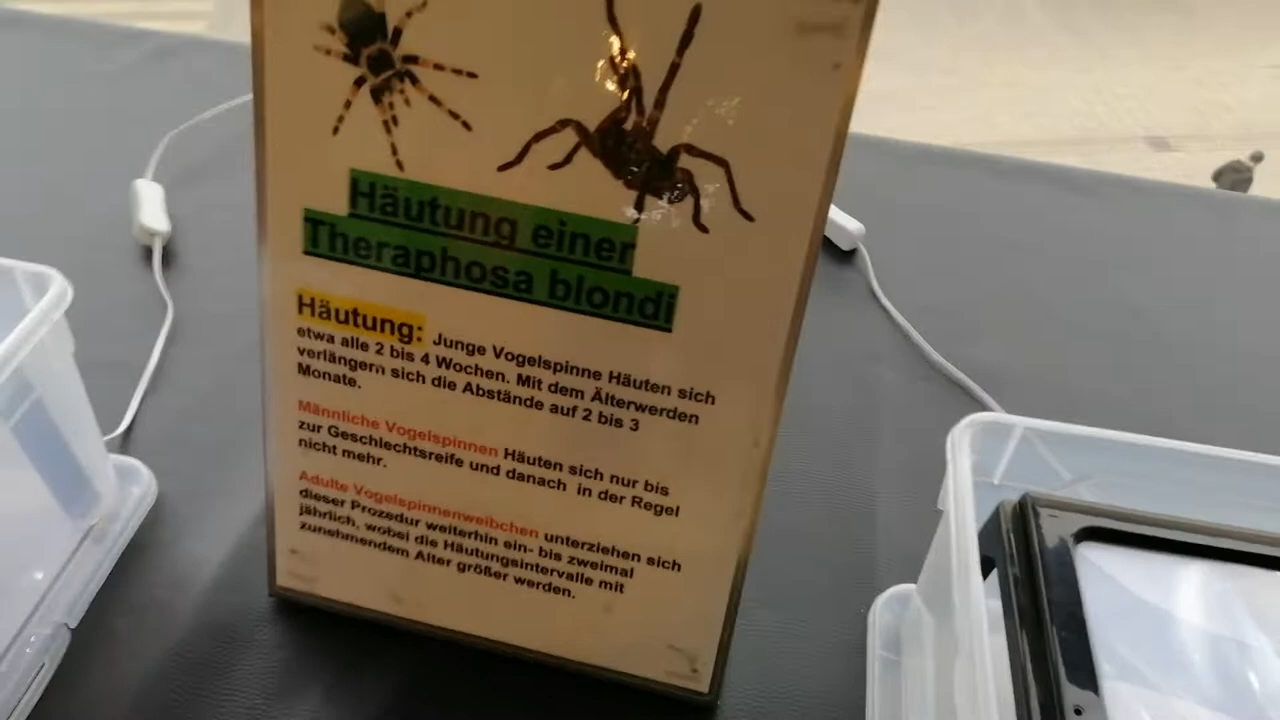 Häutung einer
Theraphosa blondi
Häutung: Junge Vogelspinne Häuten sich
etwa alle 2 bis 4 Wochen. Mit dem Älterwerden
verlängern sich die Abstände auf 2 bis 3
Monate.
Männliche Vogelspinnen Häuten sich nur bis
zur Geschlechtsreife und danach in der Regel
nicht mehr.
Adulte Vogelspinnenweibchen unterziehen sich
dieser Prozedur weiterhin ein- bis zweimal
jährlich, wobei die Häutungsintervalle mit
zunehmendem Alter größer werden.